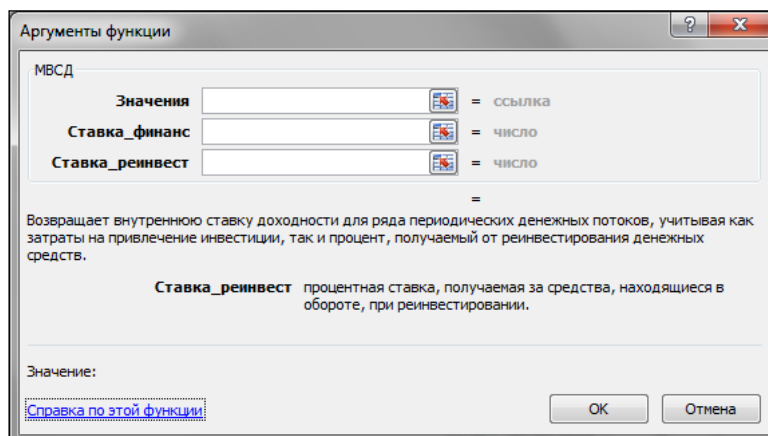 Аргументы функции
МВСД
Значения = ссылка
Ставка_финанс = число
Ставка_реинвест = число
=
Возвращает внутреннюю ставку доходности для ряда периодических денежных потоков, учитывая как
затраты на привлечение инвестиции, так и процент, получаемый от реинвестирования денежных
средств.
Ставка_реинвест процентная ставка, получаемая за средства, находящиеся в
обороте, при реинвестировании.
Значение:
Справка по этой функции
ОК Отмена